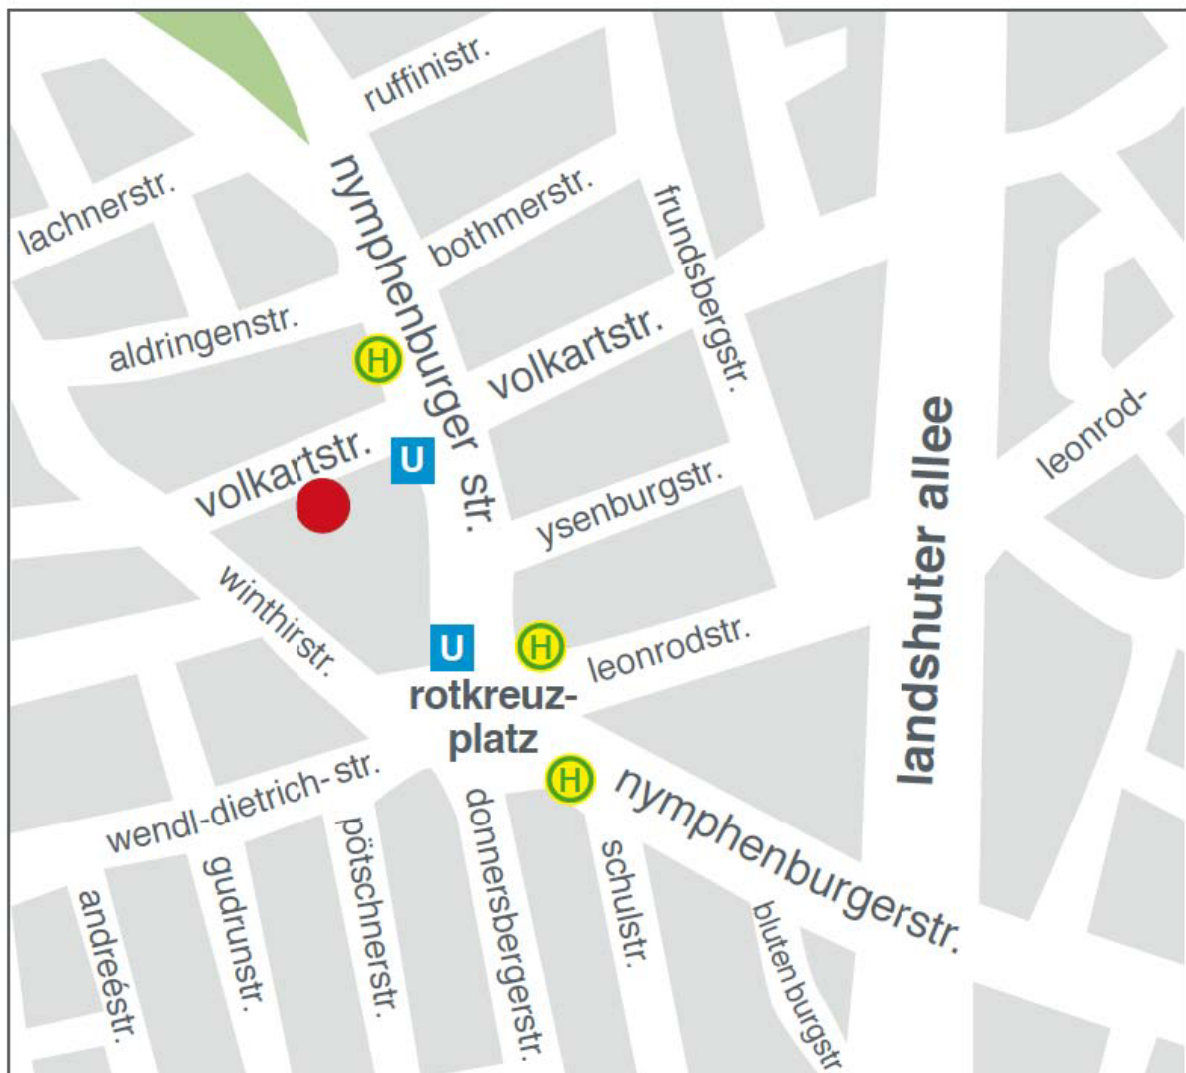 ruffinistr.
lachnerstr.
nymphenburger str.
bothmerstr.
frundsbergstr.
aldringenstr.
H
volkartstr.
volkartstr.
U
ysenburgstr.
landshuter allee
leonrod-
winthirstr.
U
H
leonrodstr.
rotkreuz-
platz
H
wendl-dietrich-str.
nymphenburgerstr.
andreéstr.
gudrunstr.
pötschnerstr.
donnersbergerstr.
schulstr.
blutenburgstr